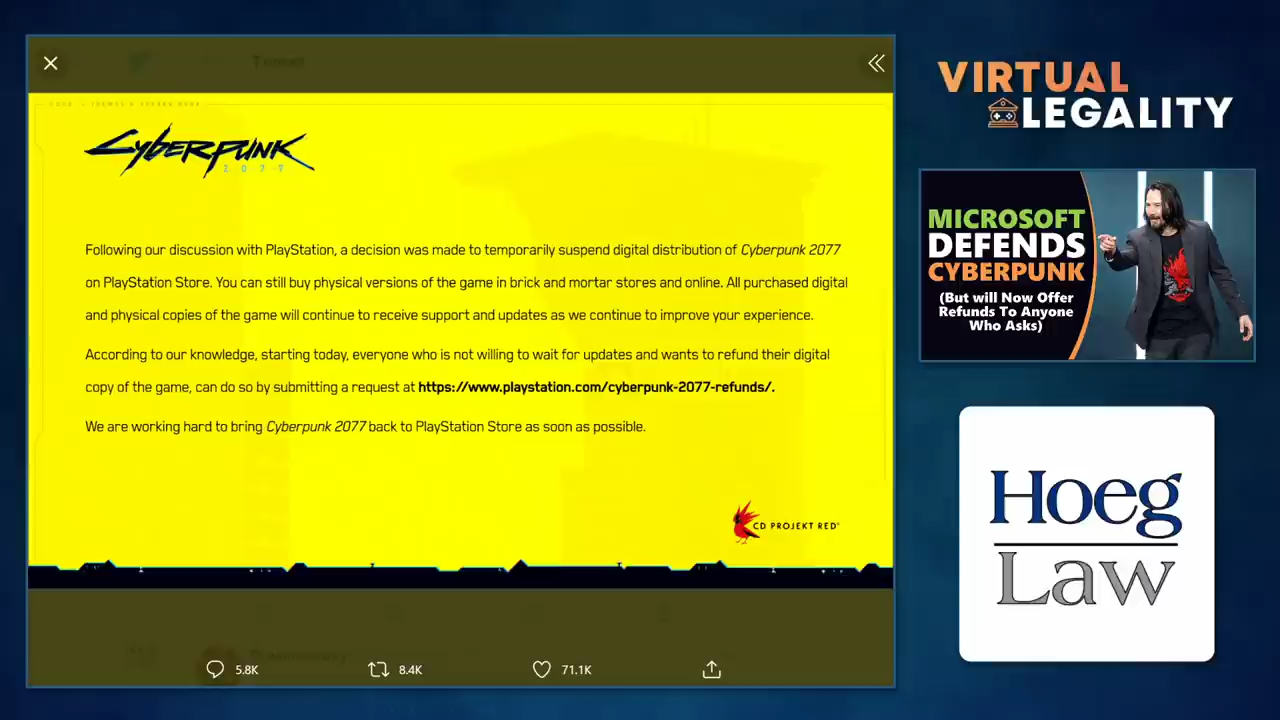 CYBERPUNK
2077
Following our discussion with PlayStation, a decision was made to temporarily suspend digital distribution of Cyberpunk 2077
on PlayStation Store. You can still buy physical versions of the game in brick and mortar stores and online. All purchased digital
and physical copies of the game will continue to receive support and updates as we continue to improve your experience.
According to our knowledge, starting today, everyone who is not willing to wait for updates and wants to refund their digital
copy of the game, can do so by submitting a request at https://www.playstation.com/cyberpunk-2077-refunds/.
We are working hard to bring Cyberpunk 2077 back to PlayStation Store as soon as possible.
CD PROJEKT RED®
5.8K
8.4K
71.1K
VIRTUAL
LEGALITY
MICROSOFT
DEFENDS
CYBERPUNK
(But will Now Offer
Refunds To Anyone
Who Asks)
Hoeg
Law